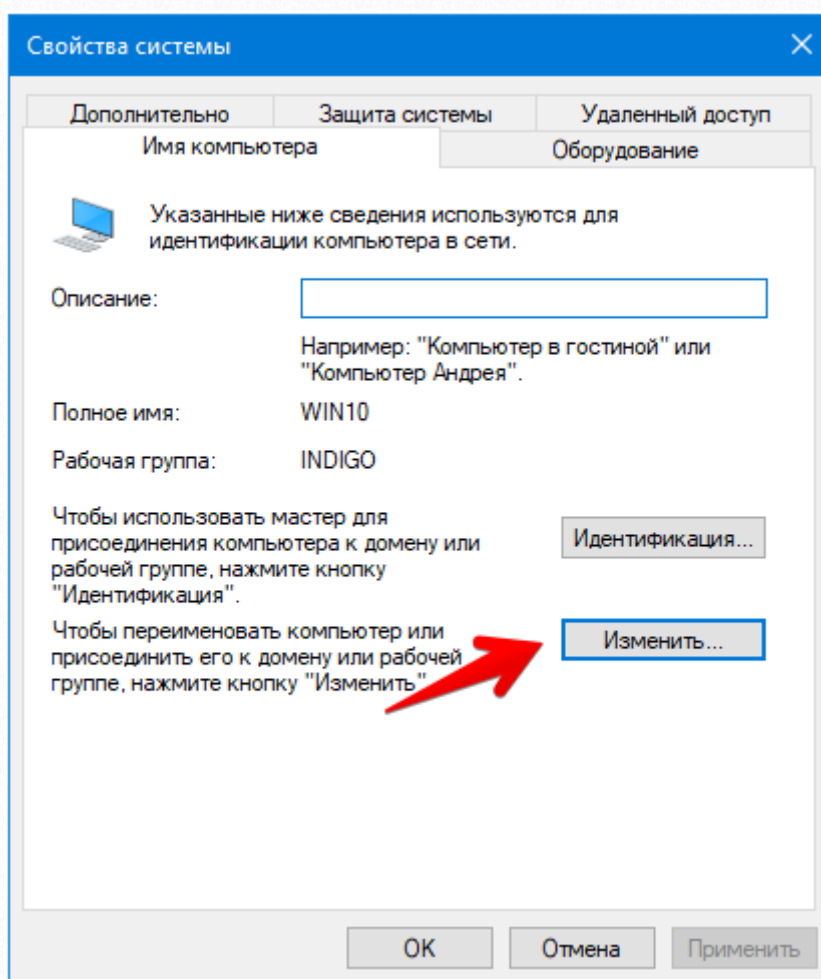 Свойства системы
Дополнительно
Защита системы
Удаленный доступ
Имя компьютера
Оборудование
Указанные ниже сведения используются для
идентификации компьютера в сети.
Описание:
Например: "Компьютер в гостиной" или
"Компьютер Андрея".
Полное имя:
WIN10
Рабочая группа:
INDIGO
Чтобы использовать мастер для
присоединения компьютера к домену или
рабочей группе, нажмите кнопку
"Идентификация".
Идентификация...
Чтобы переименовать компьютер или
присоединить его к домену или рабочей
группе, нажмите кнопку "Изменить"
Изменить...
ОК
Отмена
Применить